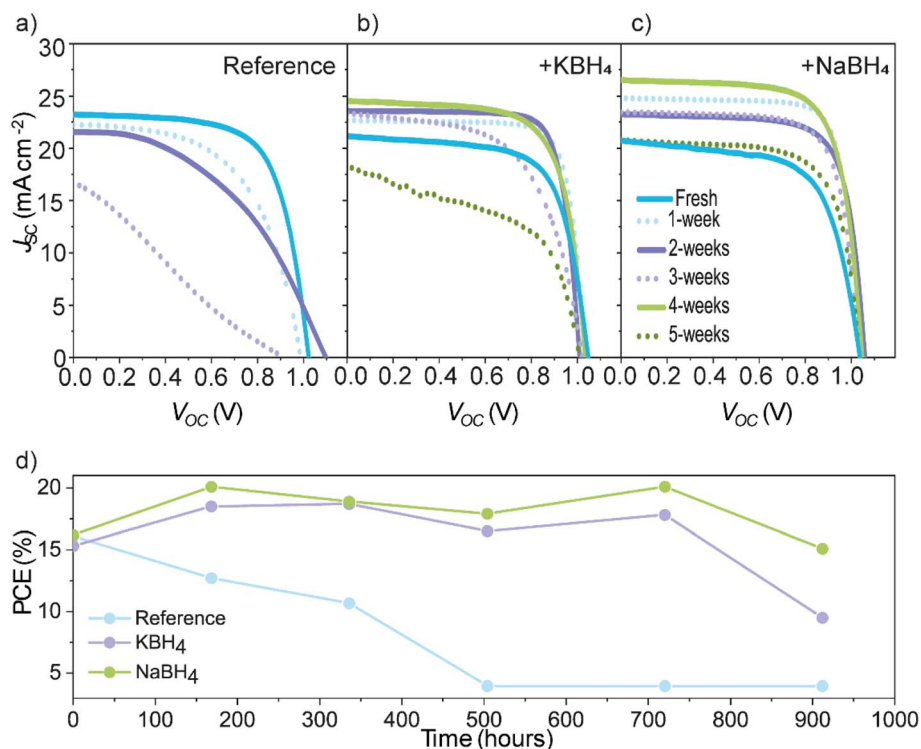 a)
b)
c)
Reference
+KBH₄
+NaBH₄
30
25
20
15
10
5
0
J_SC (mA cm⁻²)
Fresh
1-week
2-weeks
3-weeks
4-weeks
5-weeks
0.0 0.2 0.4 0.6 0.8 1.0
0.0 0.2 0.4 0.6 0.8 1.0
0.0 0.2 0.4 0.6 0.8 1.0
V_OC (V)
V_OC (V)
V_OC (V)
d)
20
15
10
5
PCE (%)
Reference
KBH₄
NaBH₄
0 100 200 300 400 500 600 700 800 900 1000
Time (hours)